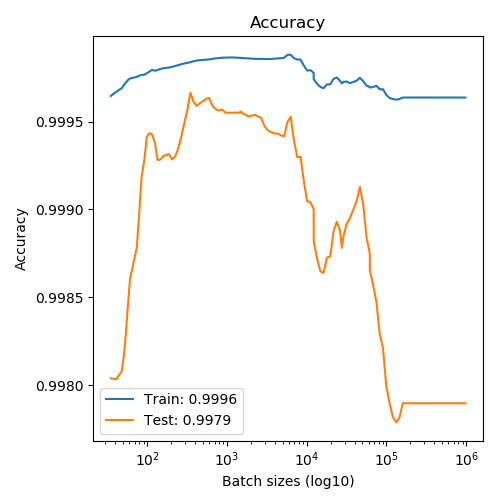 Accuracy
Accuracy
0.9995
0.9990
0.9985
0.9980
Train: 0.9996
Test: 0.9979
10²
10³
10⁴
10⁵
10⁶
Batch sizes (log10)